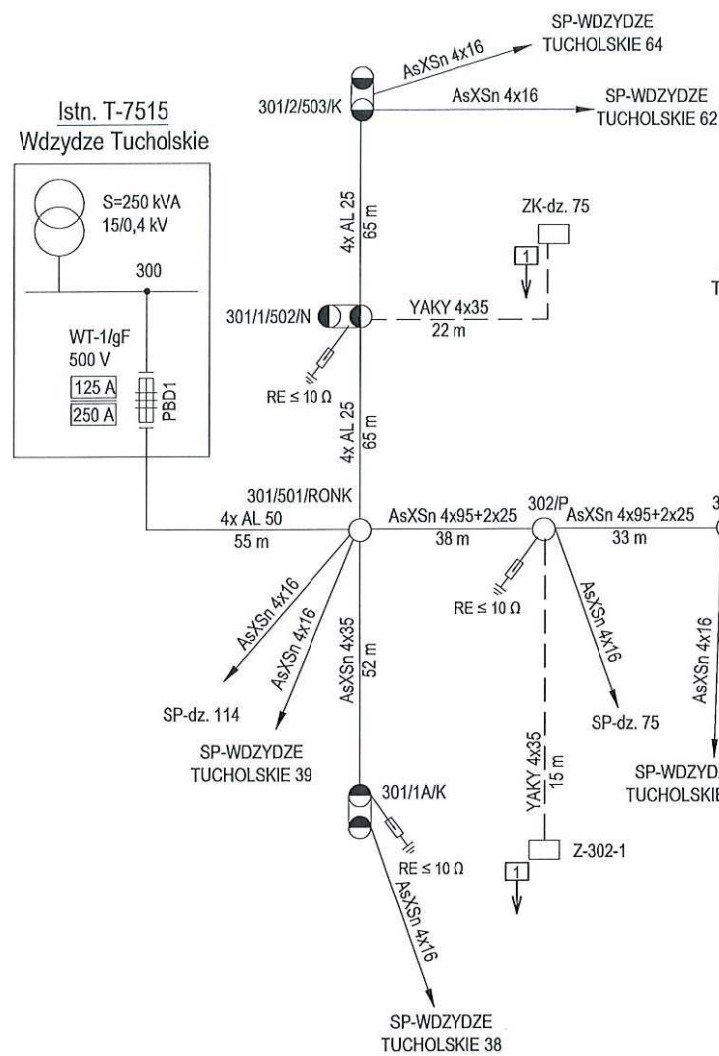 SP-WDZYDZE
TUCHOLSKIE 64
AsXSn 4x16
AsXSn 4x16
SP-WDZYDZE
TUCHOLSKIE 62
301/2/503/K
Istn. T-7515
Wdzydze Tucholskie
S=250 kVA
15/0,4 kV
300
WT-1/gF
500 V
125 A
250 A
PBD1
4x AL 25
65 m
ZK-dz. 75
1
301/1/502/N
YAKY 4x35
22 m
RE ≤ 10 Ω
4x AL 25
65 m
T
301/501/RONK
4x AL 50
55 m
AsXSn 4x95+2x25
38 m
302/P
AsXSn 4x95+2x25
33 m
3
RE ≤ 10 Ω
AsXSn 4x16
AsXSn 4x16
AsXSn 4x35
52 m
AsXSn 4x16
AsXSn 4x16
SP-dz. 114
SP-WDZYDZE
TUCHOLSKIE 39
SP-dz. 75
YAKY 4x35
15 m
SP-WDZYDZ
TUCHOLSKIE
301/1A/K
RE ≤ 10 Ω
Z-302-1
1
AsXSn 4x16
SP-WDZYDZE
TUCHOLSKIE 38